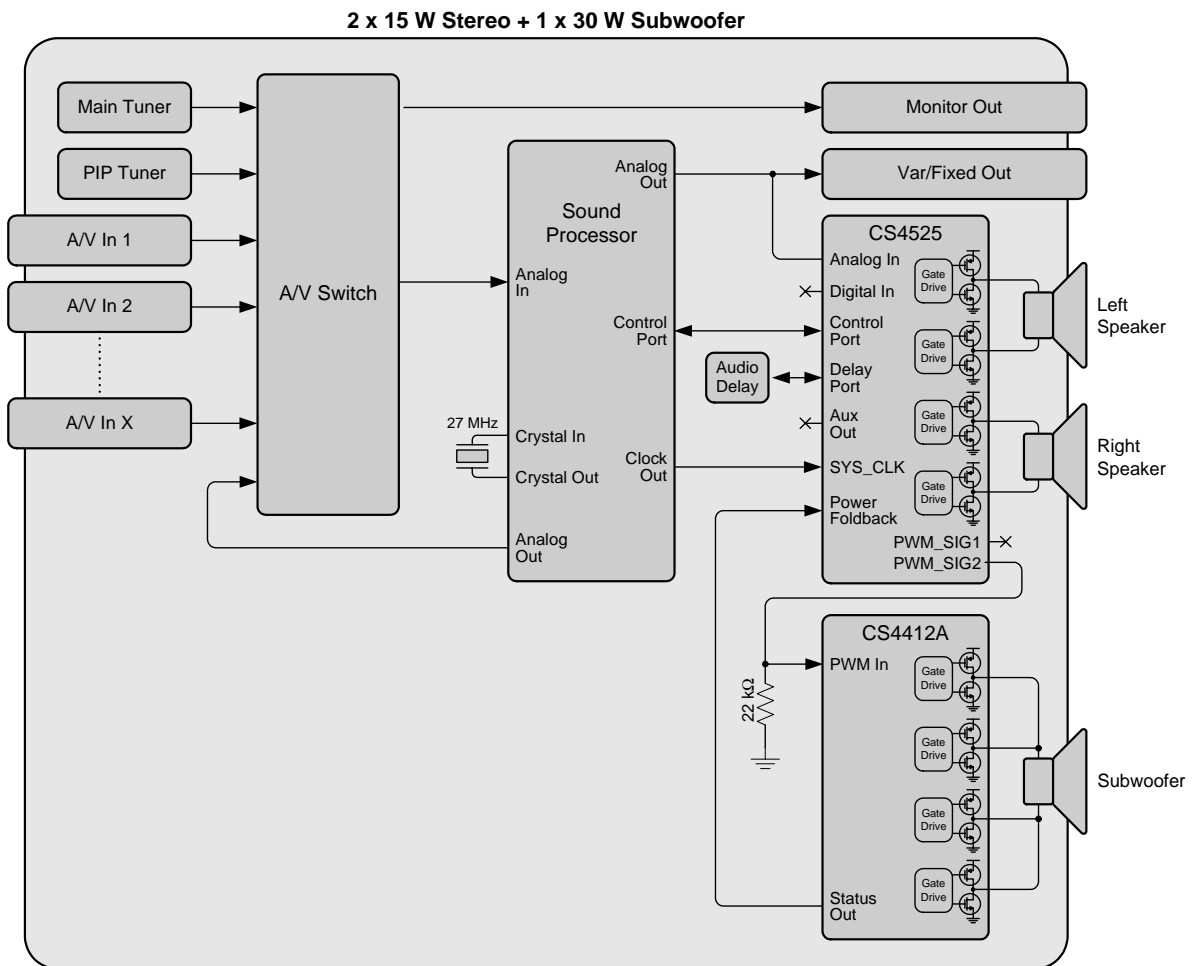 2 x 15 W Stereo + 1 x 30 W Subwoofer
Main Tuner
PIP Tuner
A/V In 1
A/V In 2
A/V In X
A/V Switch
Sound
Processor
Analog
Out
Analog
In
Control
Port
27 MHz
Crystal In
Crystal Out
Clock
Out
Analog
Out
Monitor Out
Var/Fixed Out
CS4525
Analog In
Digital In
Control
Port
Audio
Delay
Delay
Port
Aux
Out
SYS_CLK
Power
Foldback
PWM_SIG1
PWM_SIG2
Gate
Drive
Gate
Drive
Gate
Drive
Gate
Drive
Left
Speaker
Right
Speaker
CS4412A
PWM In
22 kΩ
Gate
Drive
Gate
Drive
Gate
Drive
Gate
Drive
Status
Out
Subwoofer